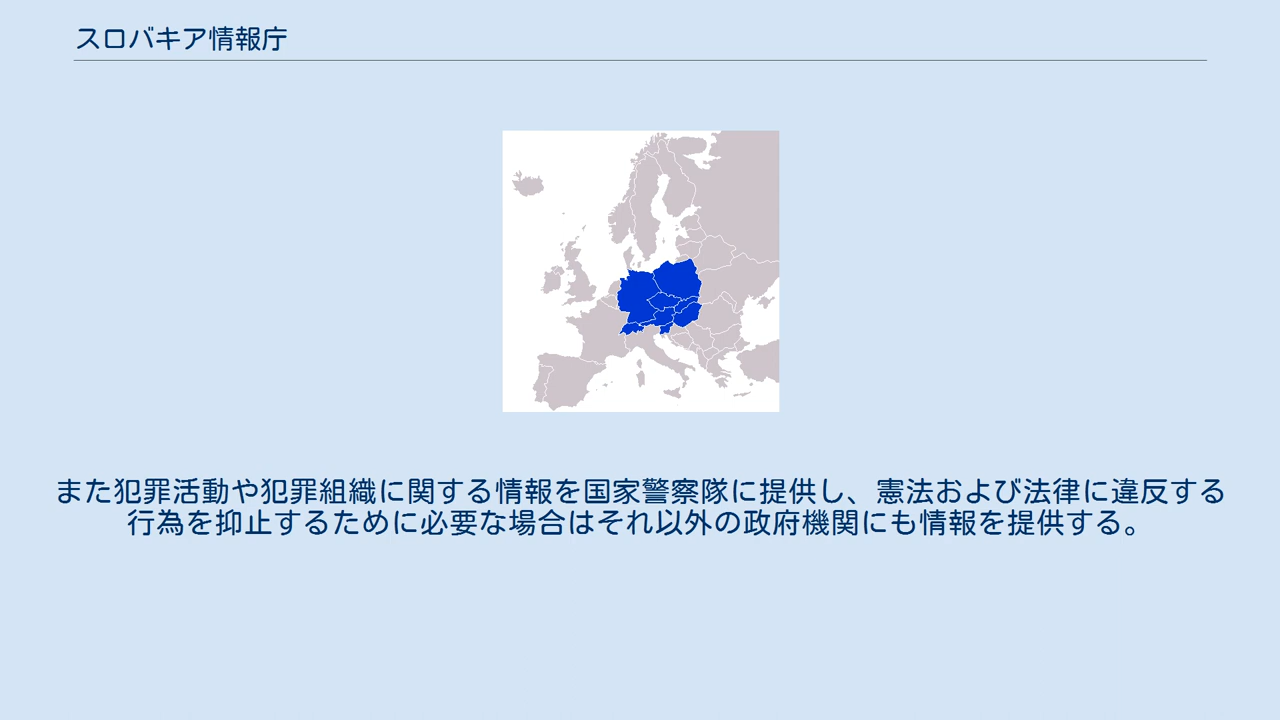 スロバキア情報庁
また犯罪活動や犯罪組織に関する情報を国家警察隊に提供し、憲法および法律に違反する
行為を抑止するために必要な場合はそれ以外の政府機関にも情報を提供する。